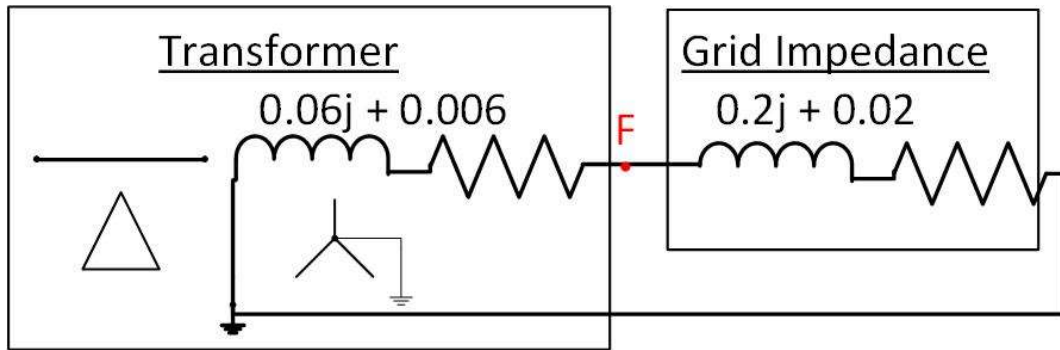 Transformer
0.06j + 0.006
F
Grid Impedance
0.2j + 0.02